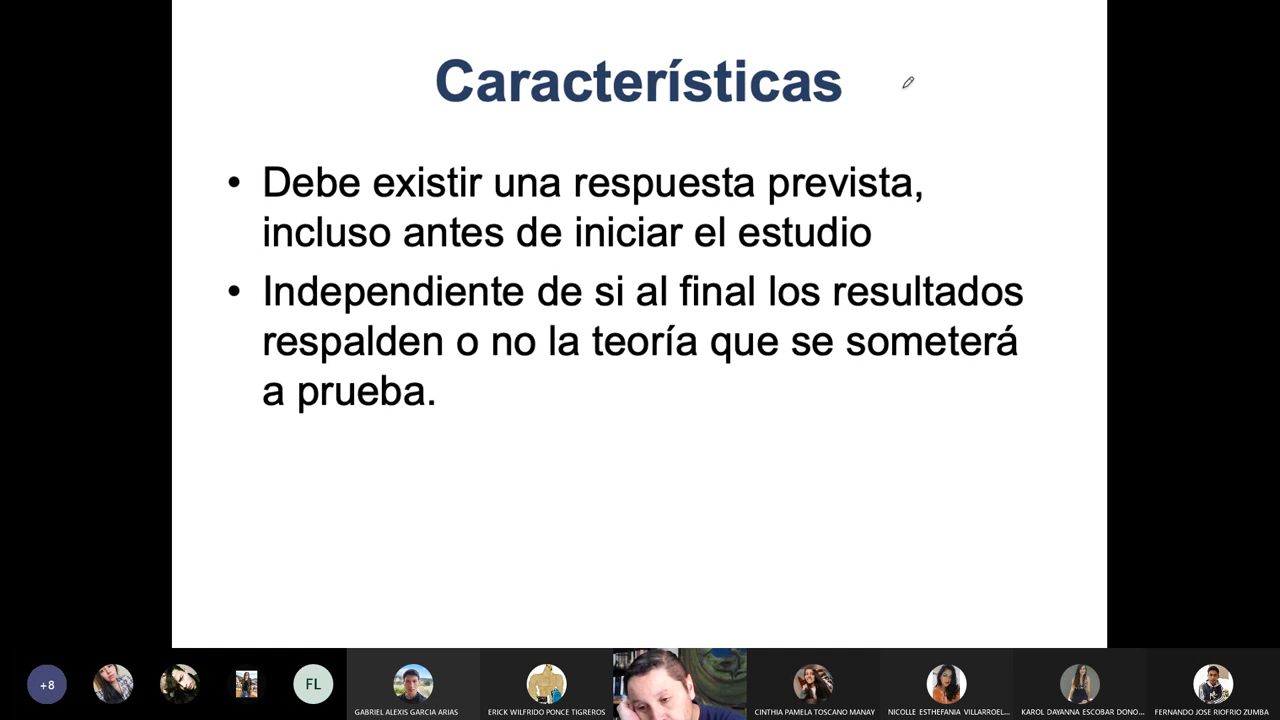 Características
• Debe existir una respuesta prevista,
incluso antes de iniciar el estudio
• Independiente de si al final los resultados
respalden o no la teoría que se someterá
a prueba.
+8
FL
GABRIEL ALEXIS GARCIA ARIAS
ERICK WILFRIDO PONCE TIGREROS
CINTHIA PAMELA TOSCANO MANAY
NICOLLE ESTHEFANIA VILLARROEL...
KAROL DAYANNA ESCOBAR DONO...
FERNANDO JOSE RIOFRIO ZUMBA